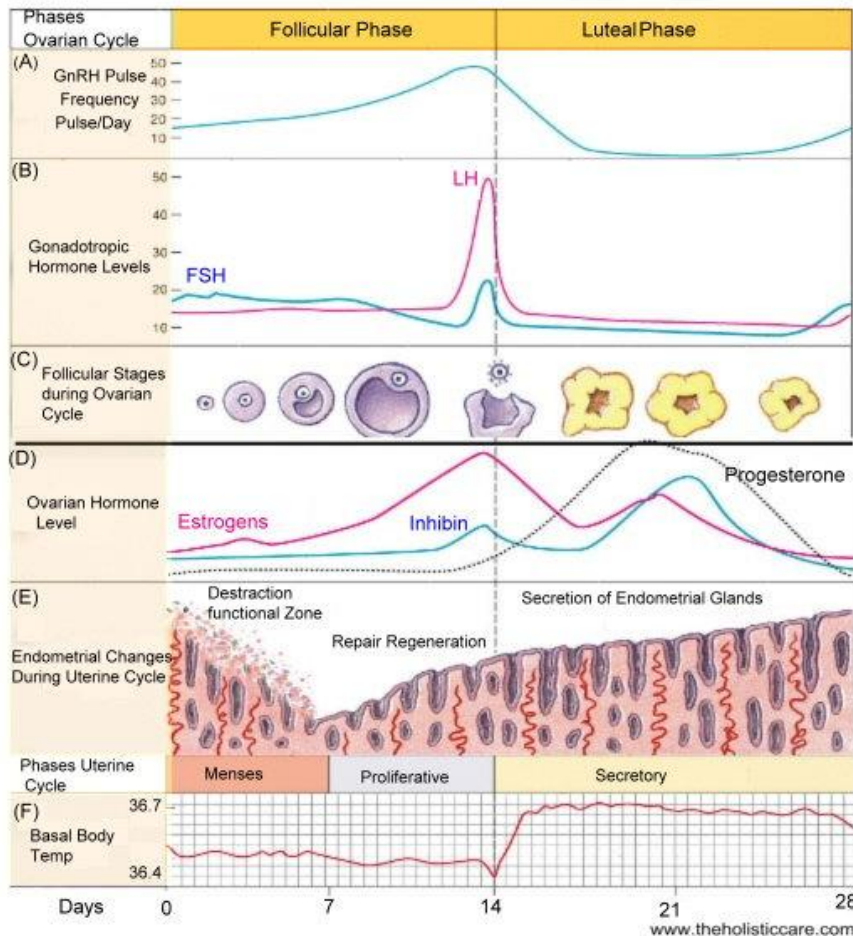 Phases
Ovarian Cycle
Follicular Phase
Luteal Phase
(A)
GnRH Pulse
Frequency
Pulse/Day
50
40
30
20
10
(B)
Gonadotropic
Hormone Levels
50
40
30
20
10
LH
FSH
(C)
Follicular Stages
during Ovarian
Cycle
(D)
Ovarian Hormone
Level
Estrogens
Inhibin
Progesterone
(E)
Endometrial Changes
During Uterine Cycle
Destraction
functional Zone
Repair Regeneration
Secretion of Endometrial Glands
Phases Uterine
Cycle
Menses
Proliferative
Secretory
(F)
Basal Body
Temp
36.7
36.4
Days
0
7
14
21
28
www.theholisticcare.com